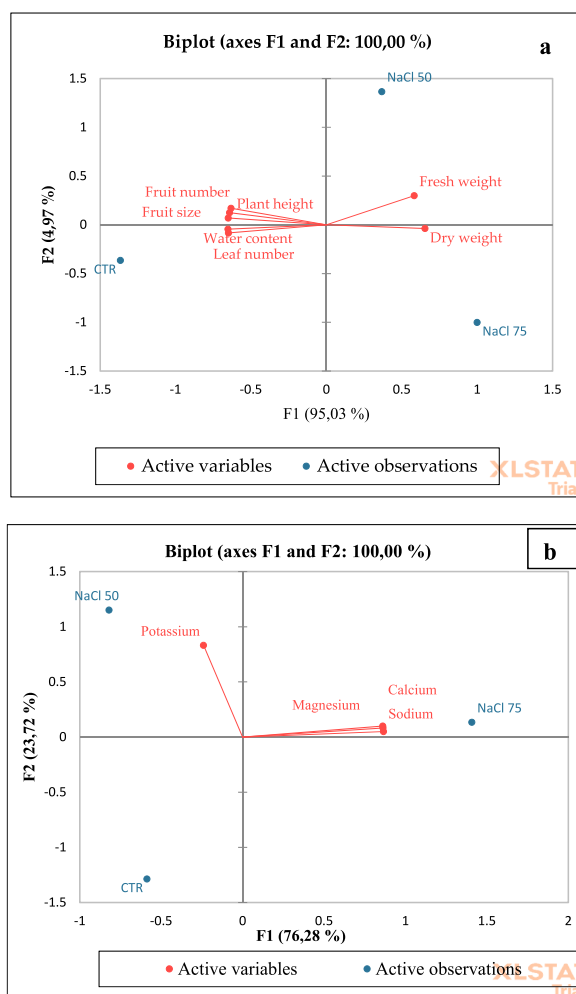 Biplot (axes F1 and F2: 100,00 %)
a
NaCl 50
1.5
1
0.5
0
-0.5
-1
-1.5
F2 (4,97 %)
Fruit number
Plant height
Fresh weight
Fruit size
Water content
Dry weight
Leaf number
CTR
NaCl 75
-1.5 -1 -0.5 0 0.5 1 1.5
F1 (95,03 %)
Active variables Active observations
XLSTAT
Tria
Biplot (axes F1 and F2: 100,00 %)
b
1.5
1
0.5
0
-0.5
-1
-1.5
F2 (23,72 %)
NaCl 50
Potassium
Calcium
Magnesium
Sodium
NaCl 75
CTR
-1 -0.5 0 0.5 1 1.5 2
F1 (76,28 %)
Active variables Active observations
XLSTAT
Tria